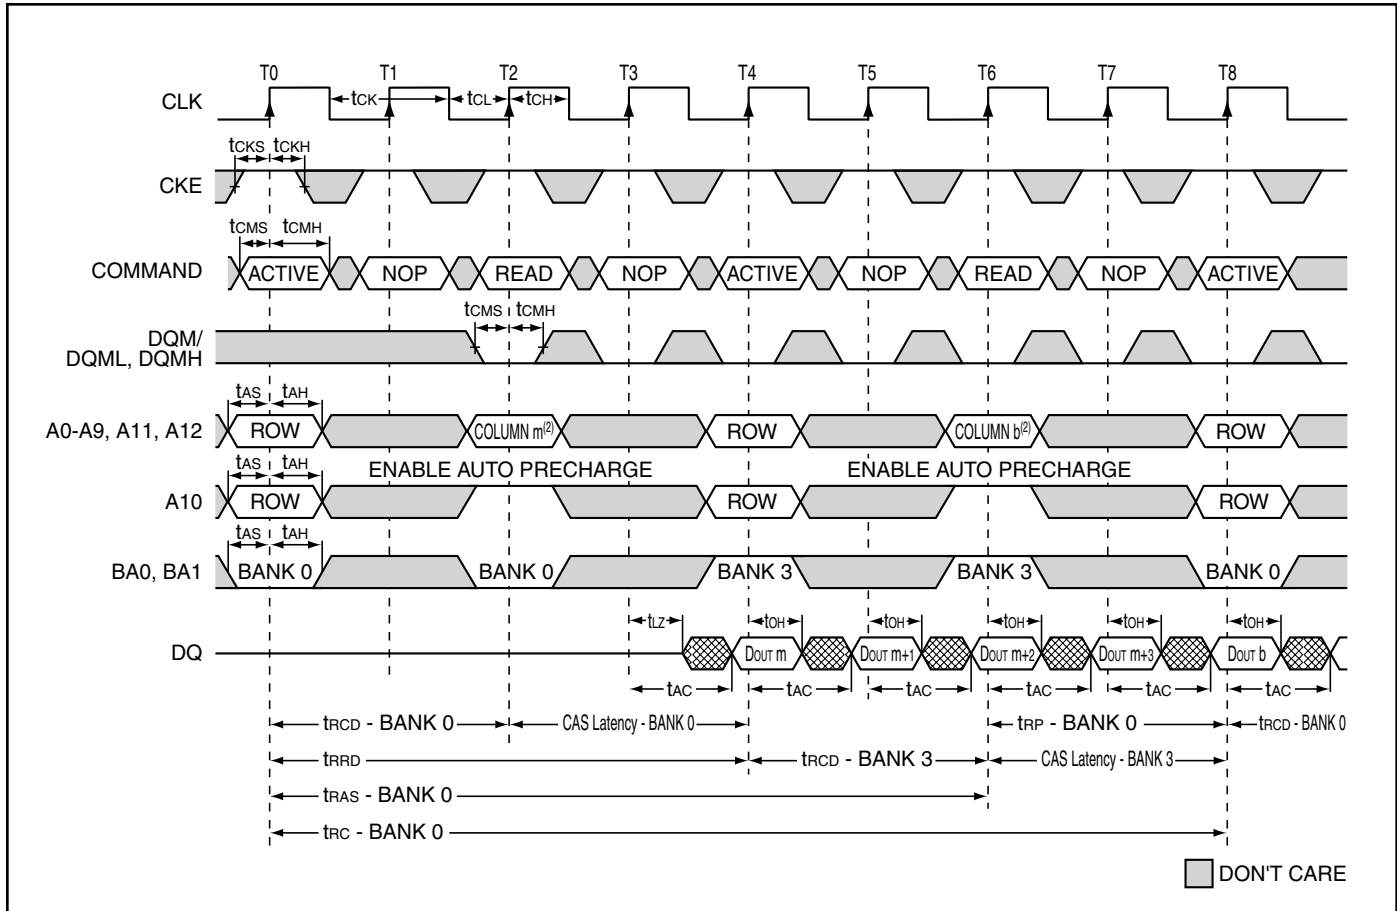 T0 T1 T2 T3 T4 T5 T6 T7 T8
CLK tCK tCL tCH
tCKS tCKH
CKE
tCMS tCMH
COMMAND ACTIVE NOP READ NOP ACTIVE NOP READ NOP ACTIVE
tCMS tCMH
DQM/
DQML, DQMH
tAS tAH
A0-A9, A11, A12 ROW COLUMN m(2) ROW COLUMN b(2) ROW
tAS tAH ENABLE AUTO PRECHARGE ENABLE AUTO PRECHARGE
A10 ROW ROW ROW
tAS tAH
BA0, BA1 BANK 0 BANK 0 BANK 3 BANK 3 BANK 0
tLZ tOH tOH tOH tOH tOH
DQ DOUT m DOUT m+1 DOUT m+2 DOUT m+3 DOUT b
tAC tAC tAC tAC tAC tAC
tRCD - BANK 0 CAS Latency - BANK 0 tRP - BANK 0 tRCD - BANK 0
tRRD tRCD - BANK 3 CAS Latency - BANK 3
tRAS - BANK 0
tRC - BANK 0
DON'T CARE